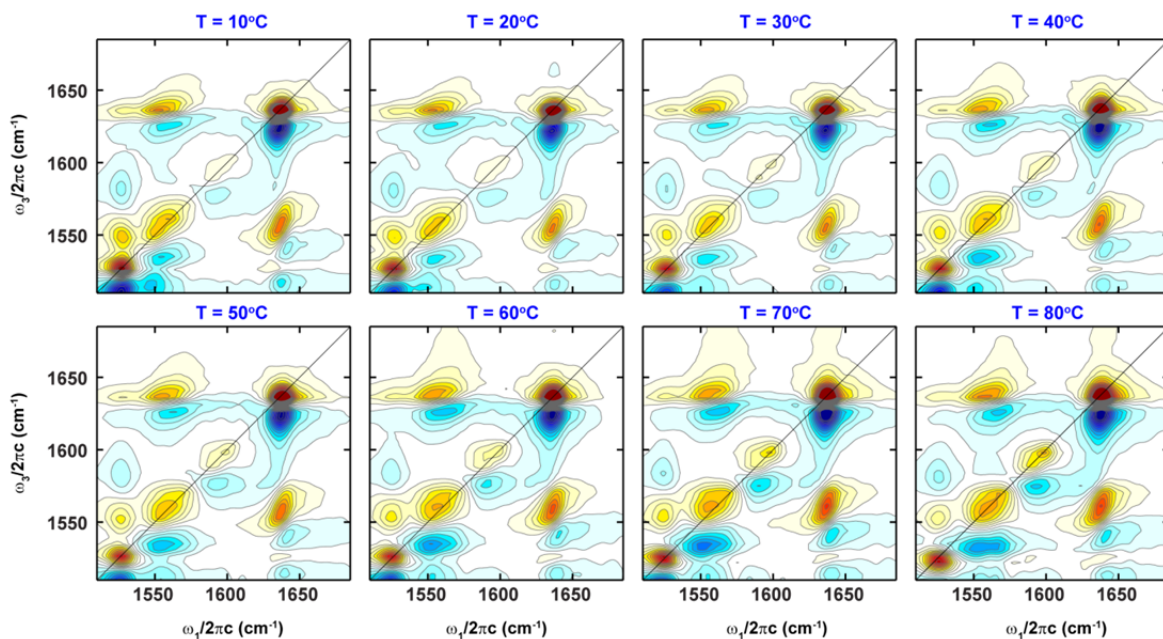 T = 10°C T = 20°C T = 30°C T = 40°C
1650
1600
1550
ω₃/2πc (cm⁻¹)
T = 50°C T = 60°C T = 70°C T = 80°C
1650
1600
1550
ω₃/2πc (cm⁻¹)
1550 1600 1650 1550 1600 1650 1550 1600 1650 1550 1600 1650
ω₁/2πc (cm⁻¹) ω₁/2πc (cm⁻¹) ω₁/2πc (cm⁻¹) ω₁/2πc (cm⁻¹)